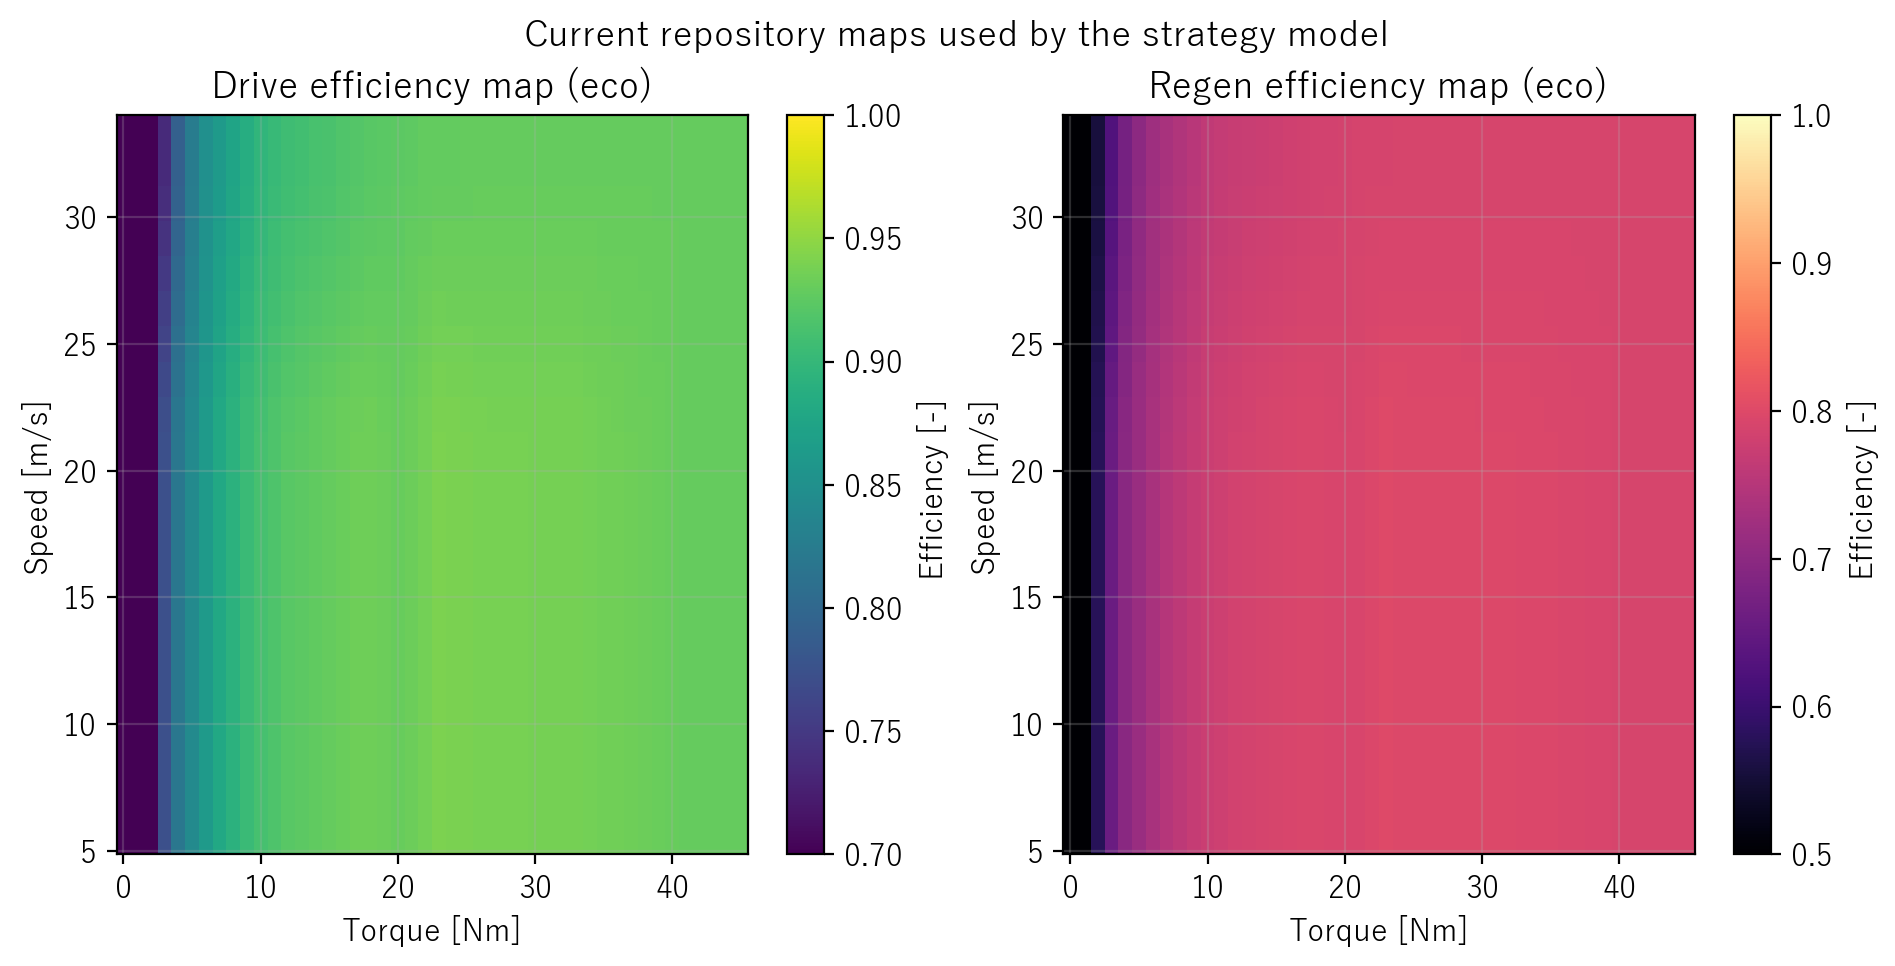 Current repository maps used by the strategy model
Drive efficiency map (eco)
30
25
20
15
10
5
Speed [m/s]
0 10 20 30 40
Torque [Nm]
1.00
0.95
0.90
0.85
0.80
0.75
0.70
Efficiency [-]
Regen efficiency map (eco)
30
25
20
15
10
5
Speed [m/s]
0 10 20 30 40
Torque [Nm]
1.0
0.9
0.8
0.7
0.6
0.5
Efficiency [-]